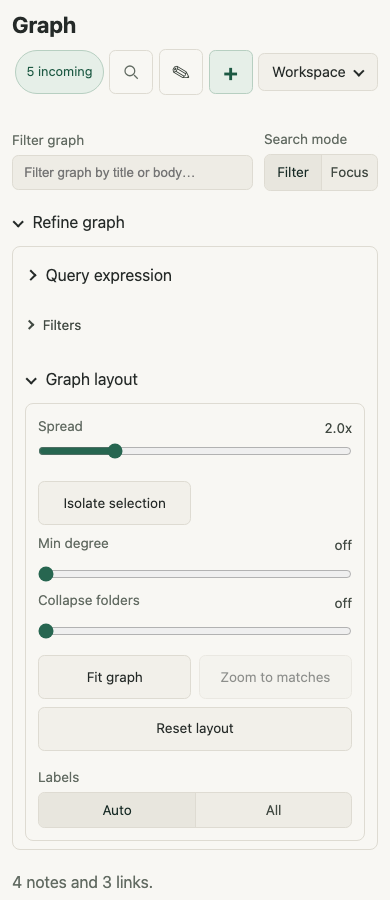 Graph
5 incoming
Workspace
Filter graph
Search mode
Filter graph by title or body…
Filter
Focus
Refine graph
Query expression
Filters
Graph layout
Spread
2.0x
Isolate selection
Min degree
off
Collapse folders
off
Fit graph
Zoom to matches
Reset layout
Labels
Auto
All
4 notes and 3 links.